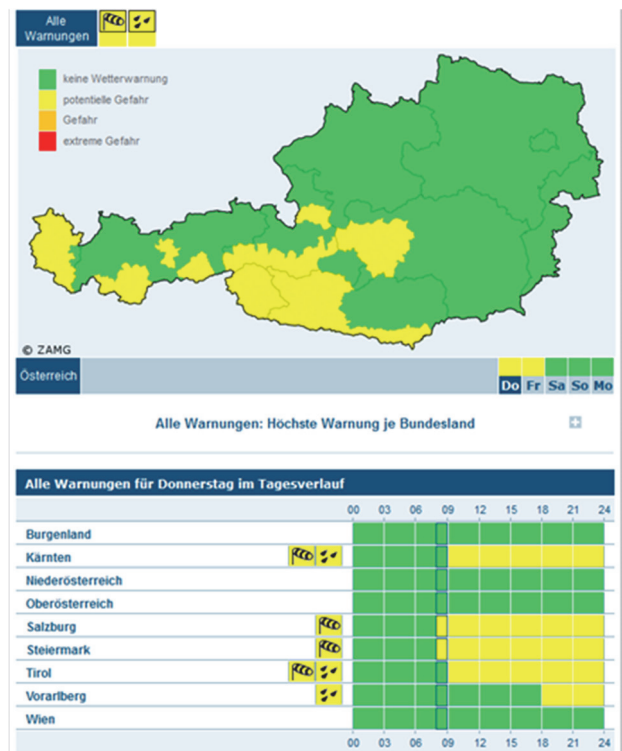 Alle
Warnungen
keine Wetterwarnung
potentielle Gefahr
Gefahr
extreme Gefahr
© ZAMG
Österreich
Do Fr Sa So Mo
Alle Warnungen: Höchste Warnung je Bundesland
Alle Warnungen für Donnerstag im Tagesverlauf
00 03 06 09 12 15 18 21 24
Burgenland
Kärnten
Niederösterreich
Oberösterreich
Salzburg
Steiermark
Tirol
Vorarlberg
Wien
00 03 06 09 12 15 18 21 24